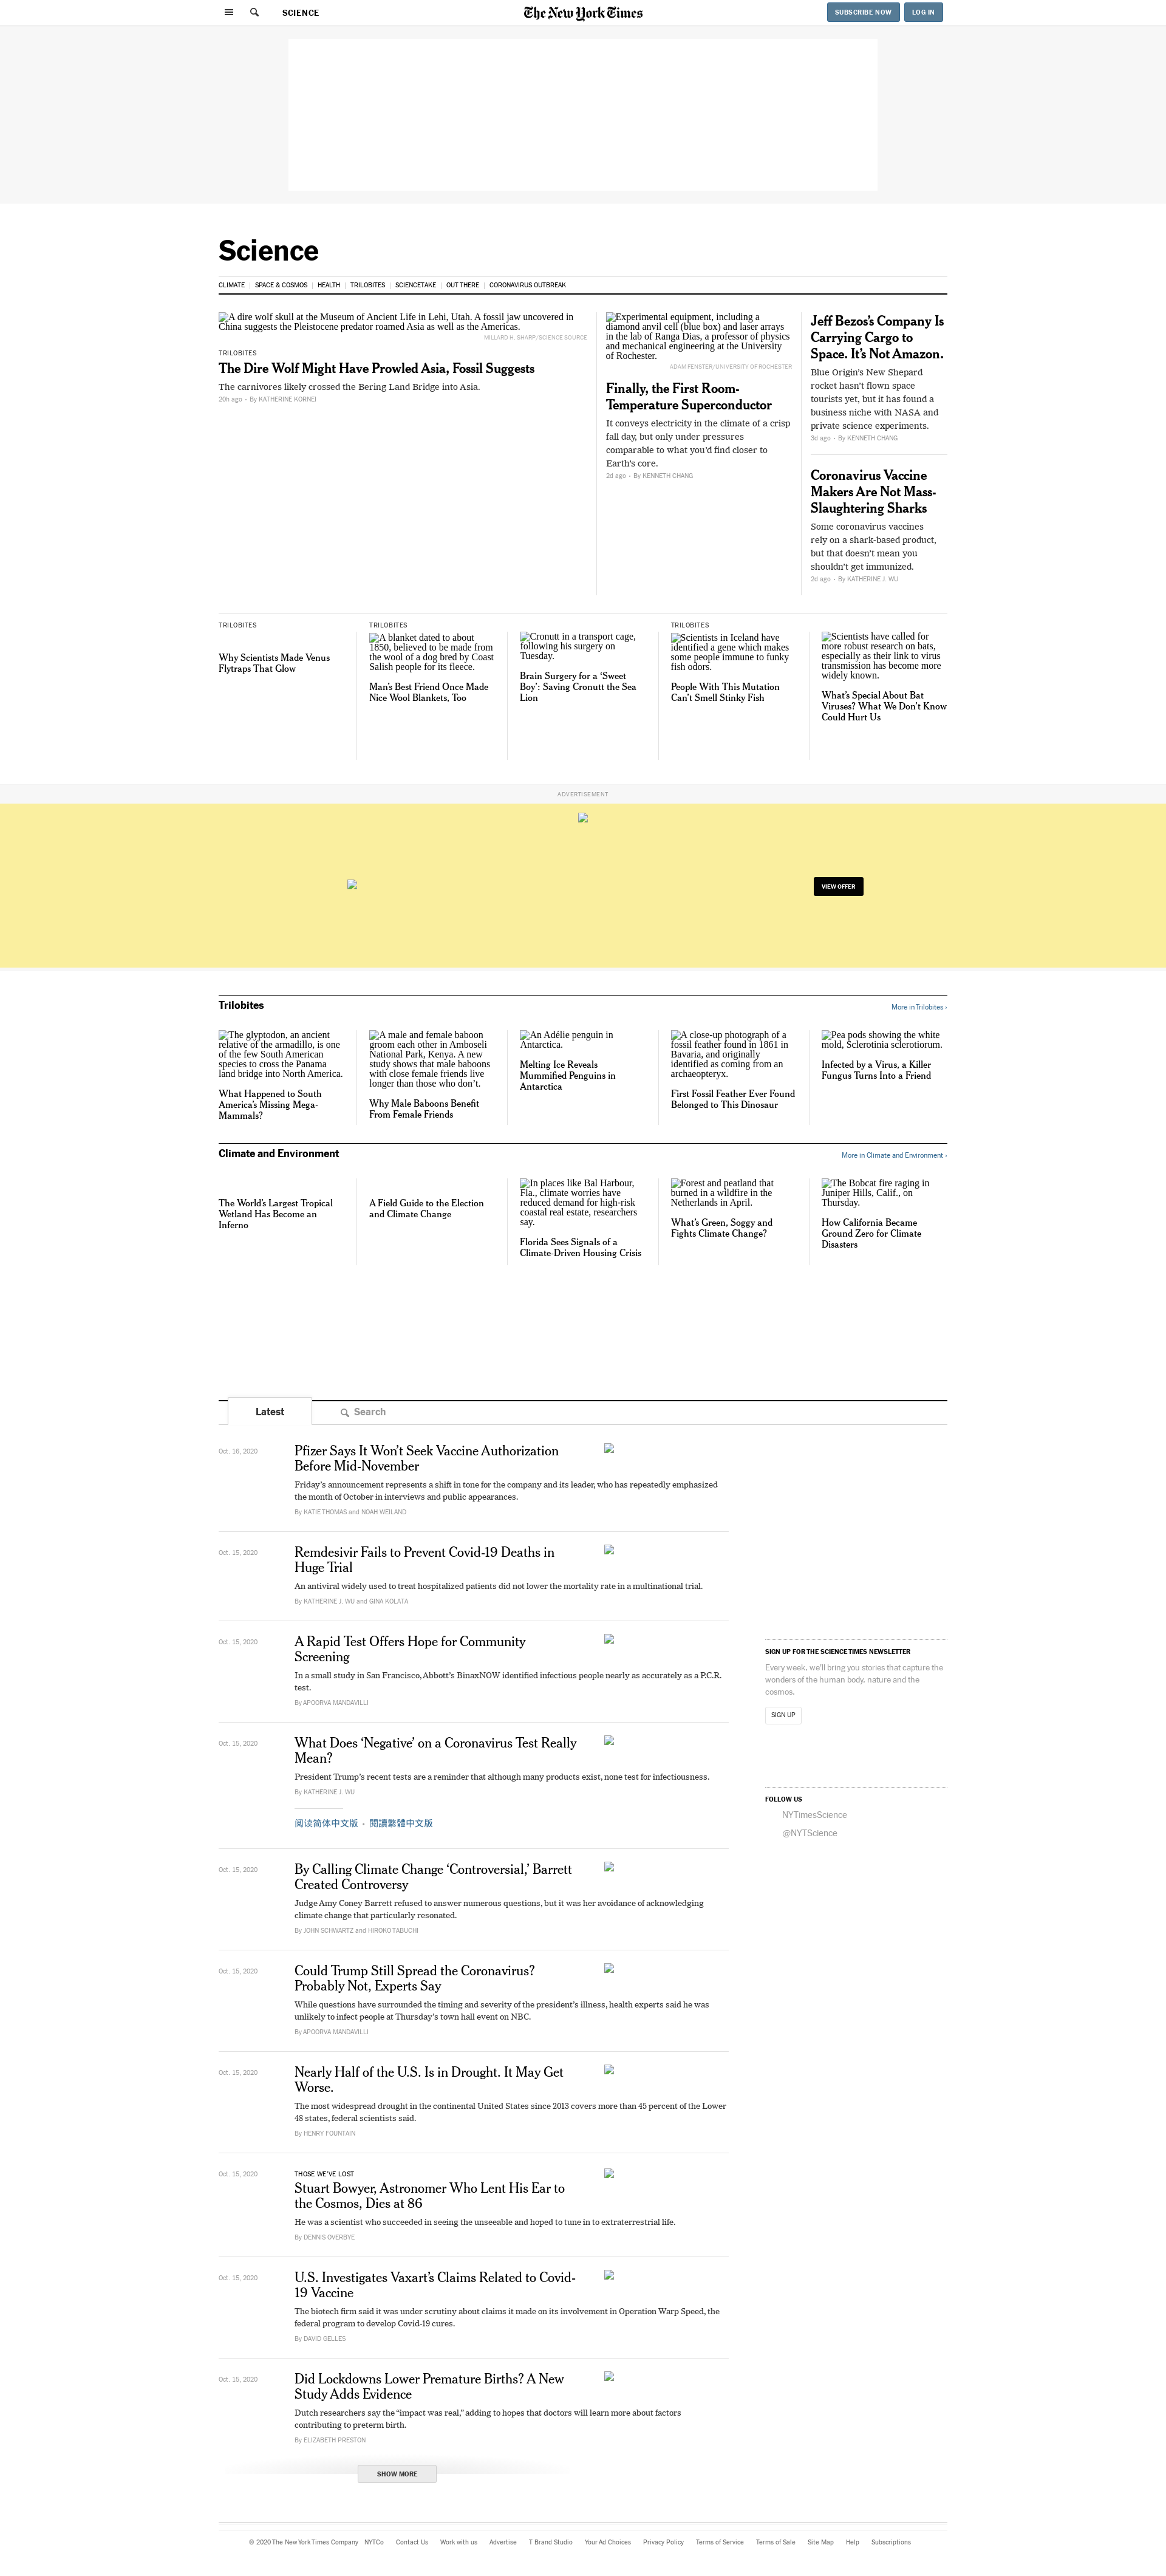 SCIENCE
The New York Times
SUBSCRIBE NOW
LOG IN
Science
CLIMATE
SPACE & COSMOS
HEALTH
TRILOBITES
SCIENCETAKE
OUT THERE
CORONAVIRUS OUTBREAK
A dire wolf skull at the Museum of Ancient Life in Lehi, Utah. A fossil jaw uncovered in
China suggests the Pleistocene predator roamed Asia as well as the Americas.
MILLARD H. SHARP/SCIENCE SOURCE
TRILOBITES
The Dire Wolf Might Have Prowled Asia, Fossil Suggests
The carnivores likely crossed the Bering Land Bridge into Asia.
20h ago • By KATHERINE KORNEI
Experimental equipment, including a
diamond anvil cell (blue box) and laser arrays
in the lab of Ranga Dias, a professor of physics
and mechanical engineering at the University
of Rochester.
ADAM FENSTER/UNIVERSITY OF ROCHESTER
Finally, the First Room-
Temperature Superconductor
It conveys electricity in the climate of a crisp
fall day, but only under pressures
comparable to what you’d find closer to
Earth’s core.
2d ago • By KENNETH CHANG
Jeff Bezos’s Company Is
Carrying Cargo to
Space. It’s Not Amazon.
Blue Origin’s New Shepard
rocket hasn’t flown space
tourists yet, but it has found a
business niche with NASA and
private science experiments.
3d ago • By KENNETH CHANG
Coronavirus Vaccine
Makers Are Not Mass-
Slaughtering Sharks
Some coronavirus vaccines
rely on a shark-based product,
but that doesn’t mean you
shouldn’t get immunized.
2d ago • By KATHERINE J. WU
TRILOBITES
Why Scientists Made Venus
Flytraps That Glow
TRILOBITES
A blanket dated to about
1850, believed to be made from
the wool of a dog bred by Coast
Salish people for its fleece.
Man’s Best Friend Once Made
Nice Wool Blankets, Too
Cronutt in a transport cage,
following his surgery on
Tuesday.
Brain Surgery for a ‘Sweet
Boy’: Saving Cronutt the Sea
Lion
TRILOBITES
Scientists in Iceland have
identified a gene which makes
some people immune to funky
fish odors.
People With This Mutation
Can’t Smell Stinky Fish
Scientists have called for
more robust research on bats,
especially as their link to virus
transmission has become more
widely known.
What’s Special About Bat
Viruses? What We Don’t Know
Could Hurt Us
ADVERTISEMENT
VIEW OFFER
Trilobites
More in Trilobites ›
The glyptodon, an ancient
relative of the armadillo, is one
of the few South American
species to cross the Panama
land bridge into North America.
What Happened to South
America’s Missing Mega-
Mammals?
A male and female baboon
groom each other in Amboseli
National Park, Kenya. A new
study shows that male baboons
with close female friends live
longer than those who don’t.
Why Male Baboons Benefit
From Female Friends
An Adélie penguin in
Antarctica.
Melting Ice Reveals
Mummified Penguins in
Antarctica
A close-up photograph of a
fossil feather found in 1861 in
Bavaria, and originally
identified as coming from an
archaeopteryx.
First Fossil Feather Ever Found
Belonged to This Dinosaur
Pea pods showing the white
mold, Sclerotinia sclerotiorum.
Infected by a Virus, a Killer
Fungus Turns Into a Friend
Climate and Environment
More in Climate and Environment ›
The World’s Largest Tropical
Wetland Has Become an
Inferno
A Field Guide to the Election
and Climate Change
In places like Bal Harbour,
Fla., climate worries have
reduced demand for high-risk
coastal real estate, researchers
say.
Florida Sees Signals of a
Climate-Driven Housing Crisis
Forest and peatland that
burned in a wildfire in the
Netherlands in April.
What’s Green, Soggy and
Fights Climate Change?
The Bobcat fire raging in
Juniper Hills, Calif., on
Thursday.
How California Became
Ground Zero for Climate
Disasters
Latest
Search
Oct. 16, 2020
Pfizer Says It Won’t Seek Vaccine Authorization
Before Mid-November
Friday’s announcement represents a shift in tone for the company and its leader, who has repeatedly emphasized
the month of October in interviews and public appearances.
By KATIE THOMAS and NOAH WEILAND
Oct. 15, 2020
Remdesivir Fails to Prevent Covid-19 Deaths in
Huge Trial
An antiviral widely used to treat hospitalized patients did not lower the mortality rate in a multinational trial.
By KATHERINE J. WU and GINA KOLATA
Oct. 15, 2020
A Rapid Test Offers Hope for Community
Screening
In a small study in San Francisco, Abbott’s BinaxNOW identified infectious people nearly as accurately as a P.C.R.
test.
By APOORVA MANDAVILLI
Oct. 15, 2020
What Does ‘Negative’ on a Coronavirus Test Really
Mean?
President Trump’s recent tests are a reminder that although many products exist, none test for infectiousness.
By KATHERINE J. WU
阅读简体中文版 • 閱讀繁體中文版
Oct. 15, 2020
By Calling Climate Change ‘Controversial,’ Barrett
Created Controversy
Judge Amy Coney Barrett refused to answer numerous questions, but it was her avoidance of acknowledging
climate change that particularly resonated.
By JOHN SCHWARTZ and HIROKO TABUCHI
Oct. 15, 2020
Could Trump Still Spread the Coronavirus?
Probably Not, Experts Say
While questions have surrounded the timing and severity of the president’s illness, health experts said he was
unlikely to infect people at Thursday’s town hall event on NBC.
By APOORVA MANDAVILLI
Oct. 15, 2020
Nearly Half of the U.S. Is in Drought. It May Get
Worse.
The most widespread drought in the continental United States since 2013 covers more than 45 percent of the Lower
48 states, federal scientists said.
By HENRY FOUNTAIN
Oct. 15, 2020
THOSE WE’VE LOST
Stuart Bowyer, Astronomer Who Lent His Ear to
the Cosmos, Dies at 86
He was a scientist who succeeded in seeing the unseeable and hoped to tune in to extraterrestrial life.
By DENNIS OVERBYE
Oct. 15, 2020
U.S. Investigates Vaxart’s Claims Related to Covid-
19 Vaccine
The biotech firm said it was under scrutiny about claims it made on its involvement in Operation Warp Speed, the
federal program to develop Covid-19 cures.
By DAVID GELLES
Oct. 15, 2020
Did Lockdowns Lower Premature Births? A New
Study Adds Evidence
Dutch researchers say the “impact was real,” adding to hopes that doctors will learn more about factors
contributing to preterm birth.
By ELIZABETH PRESTON
SHOW MORE
SIGN UP FOR THE SCIENCE TIMES NEWSLETTER
Every week, we’ll bring you stories that capture the
wonders of the human body, nature and the
cosmos.
SIGN UP
FOLLOW US
NYTimesScience
@NYTScience
© 2020 The New York Times Company NYTCo Contact Us Work with us Advertise T Brand Studio Your Ad Choices Privacy Policy Terms of Service Terms of Sale Site Map Help Subscriptions